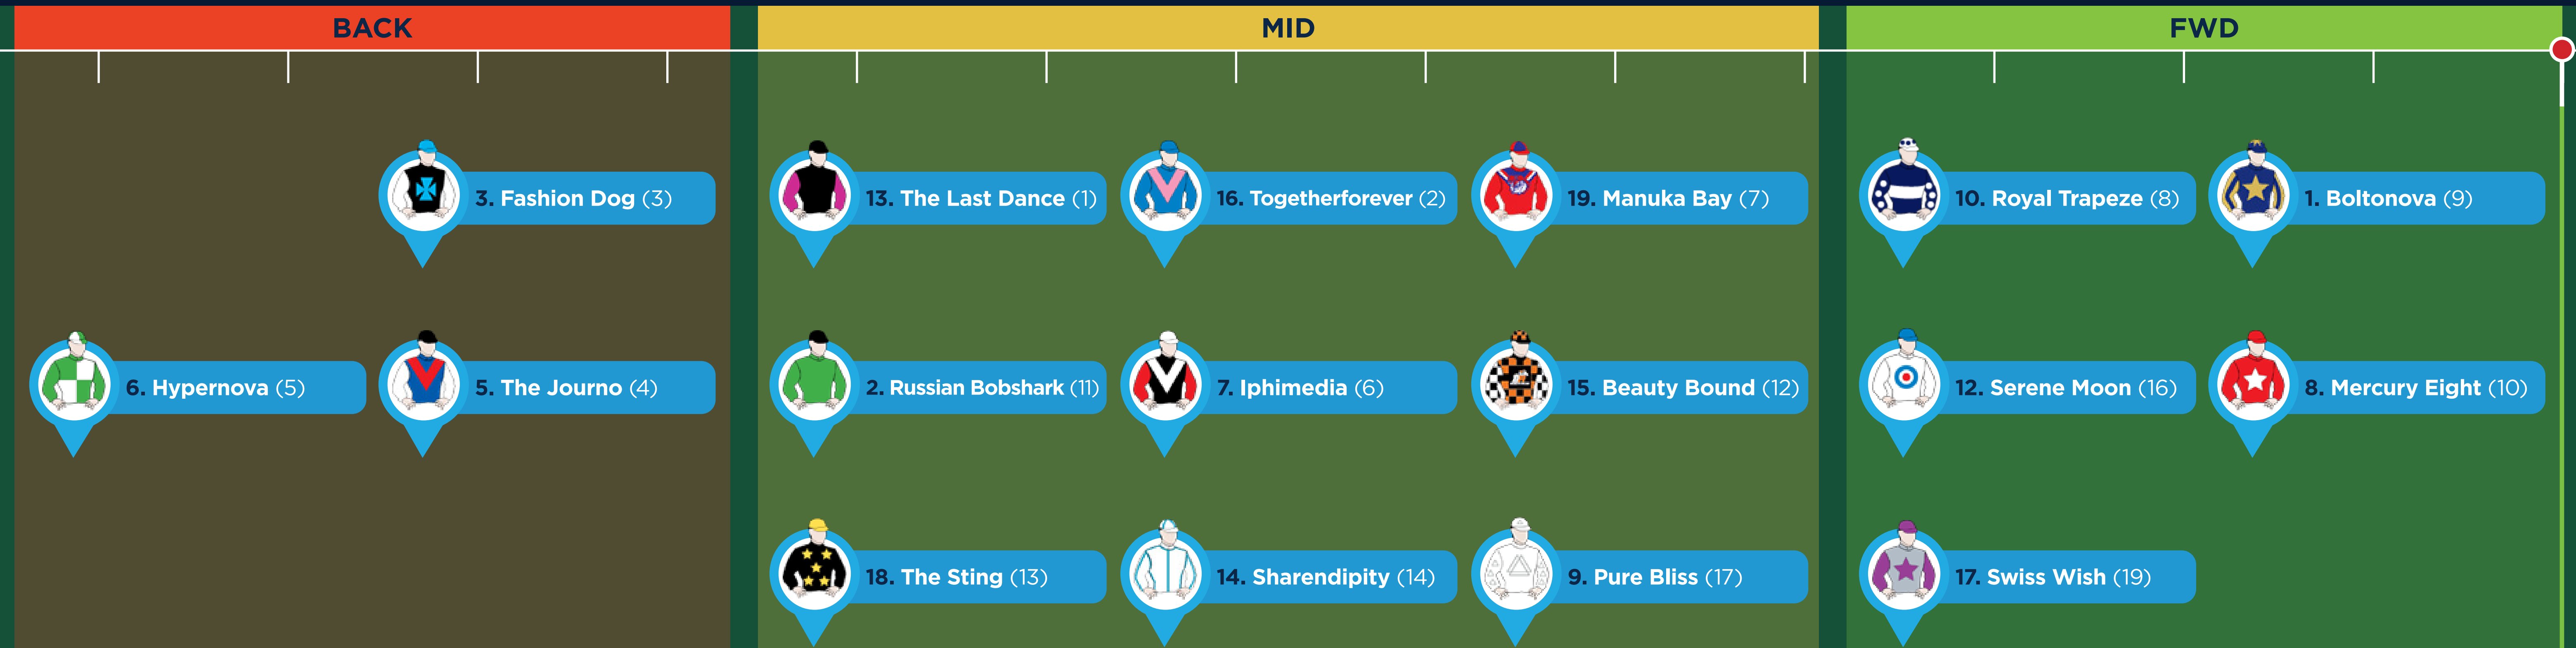 BACK
MID
FWD
3. Fashion Dog (3)
13. The Last Dance (1)
16. Togetherforever (2)
19. Manuka Bay (7)
10. Royal Trapeze (8)
1. Boltonova (9)
6. Hypernova (5)
5. The Journo (4)
2. Russian Bobshark (11)
7. Iphimedia (6)
15. Beauty Bound (12)
12. Serene Moon (16)
8. Mercury Eight (10)
18. The Sting (13)
14. Sharendipity (14)
9. Pure Bliss (17)
17. Swiss Wish (19)